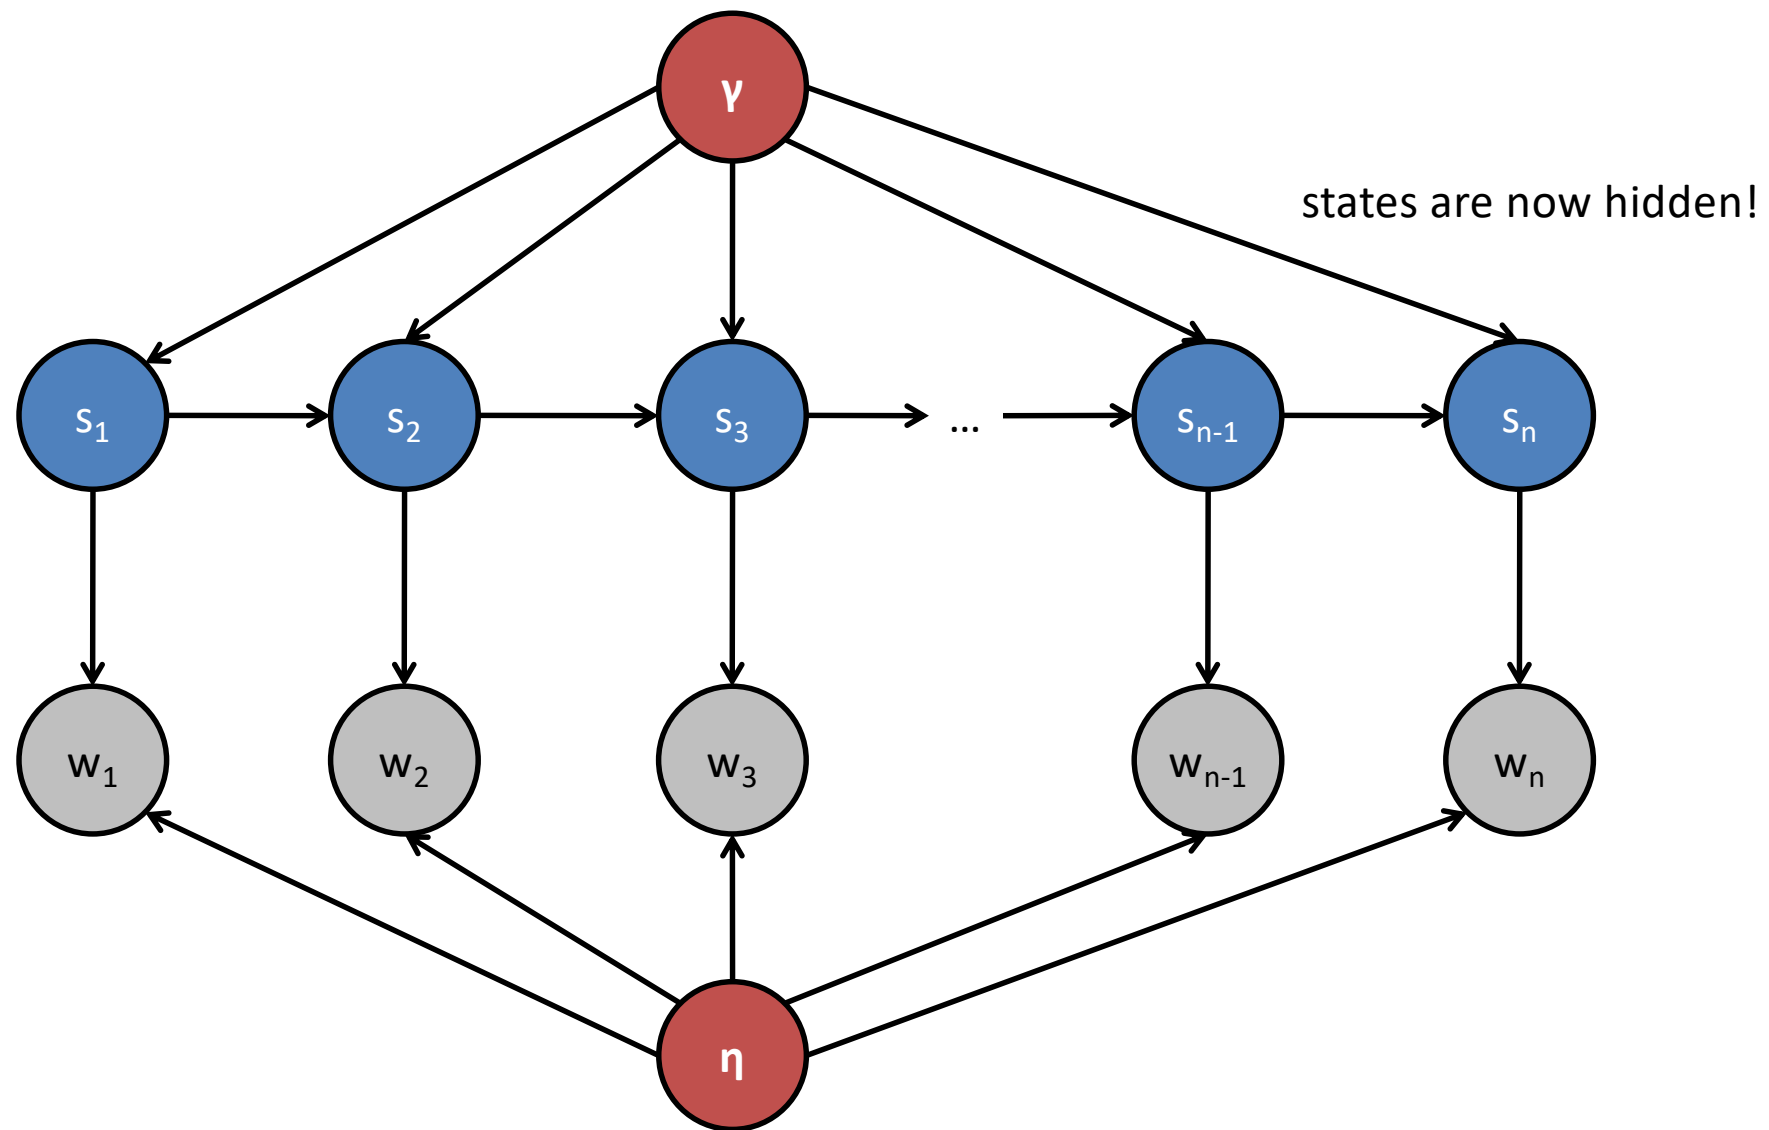 γ
states are now hidden!
s₁ s₂ s₃ ... sₙ₋₁ sₙ
w₁ w₂ w₃ wₙ₋₁ wₙ
η